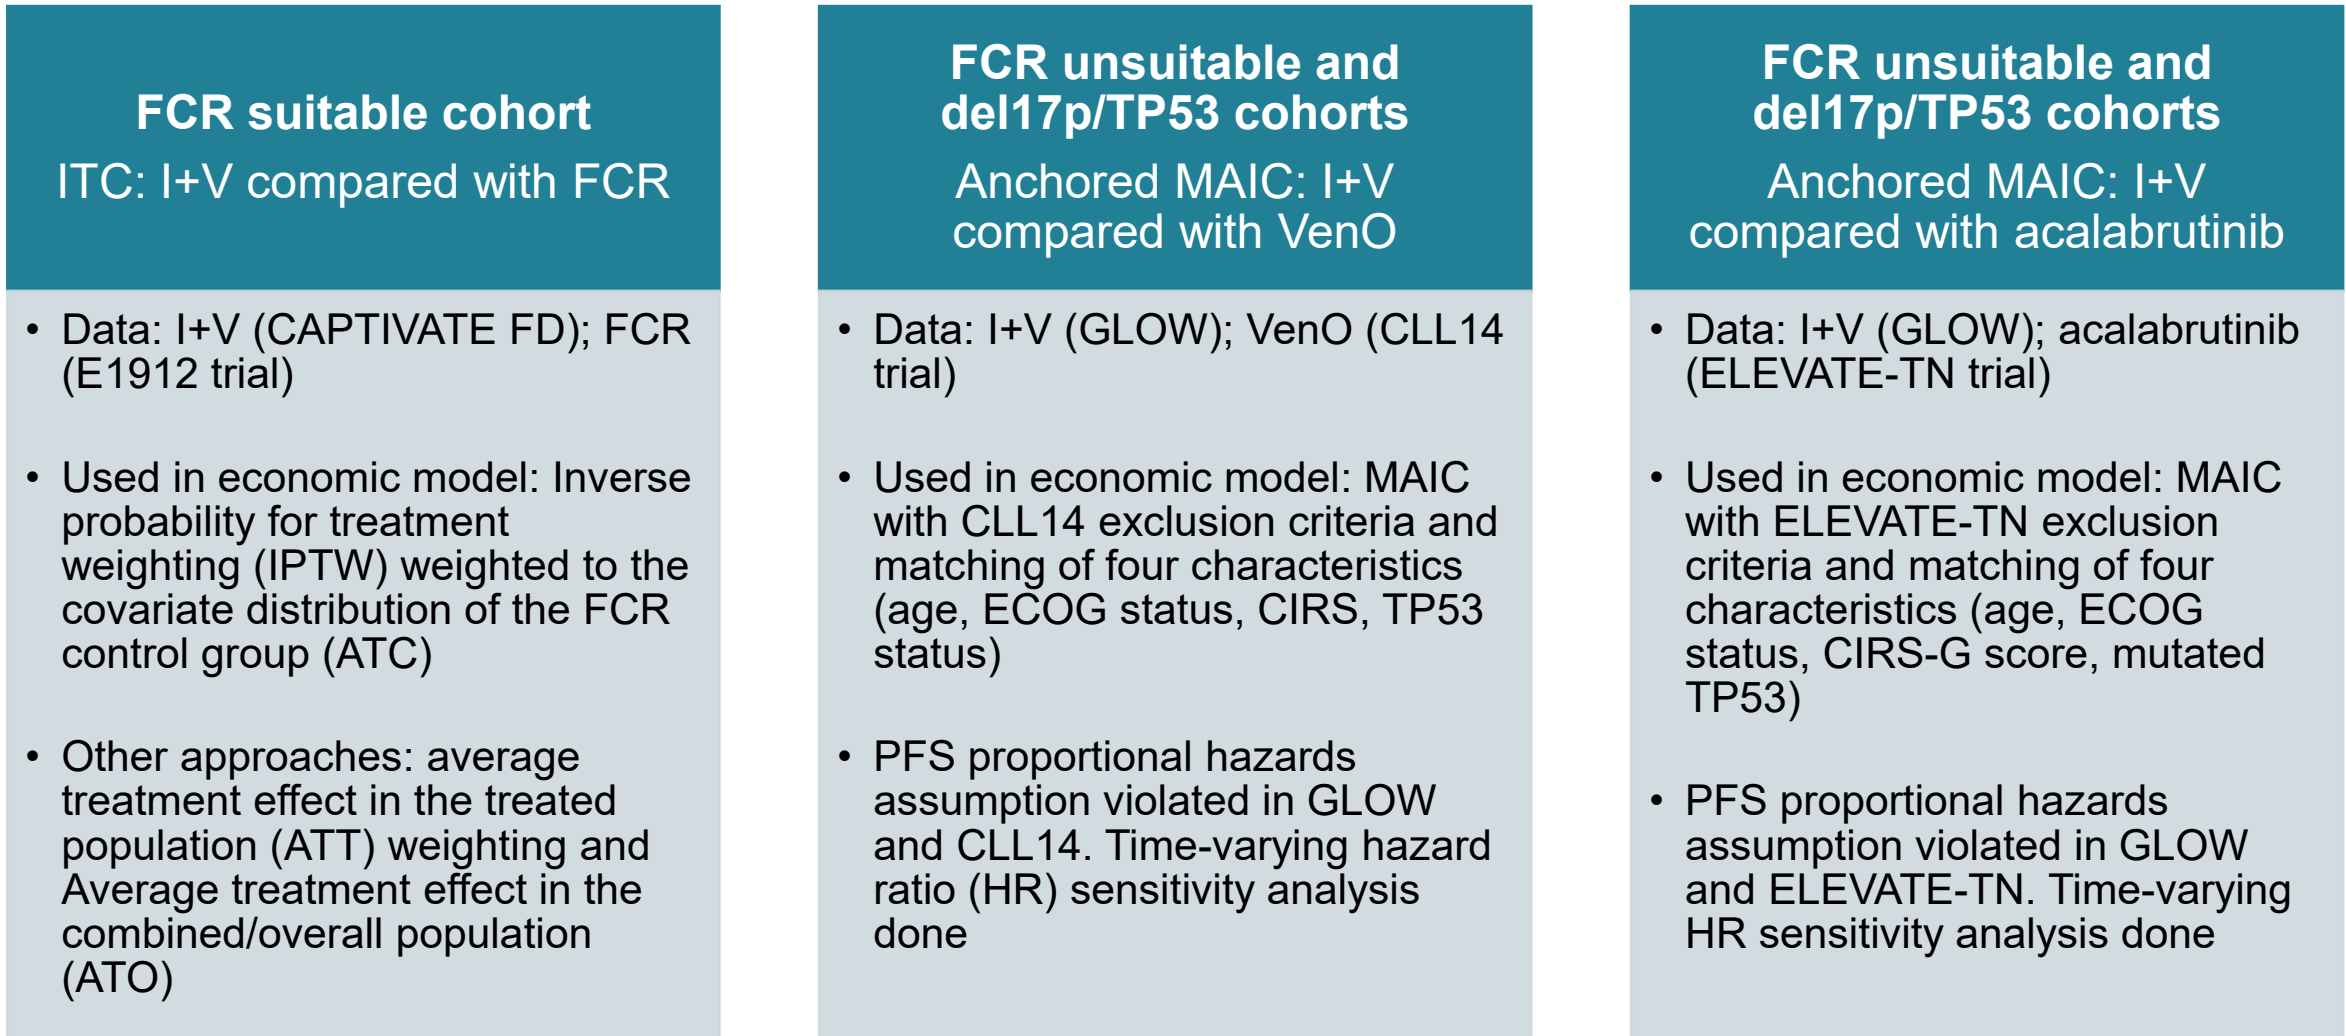 FCR suitable cohort
ITC: I+V compared with FCR
• Data: I+V (CAPTIVATE FD); FCR
(E1912 trial)
• Used in economic model: Inverse
probability for treatment
weighting (IPTW) weighted to the
covariate distribution of the FCR
control group (ATC)
• Other approaches: average
treatment effect in the treated
population (ATT) weighting and
Average treatment effect in the
combined/overall population
(ATO)
FCR unsuitable and
del17p/TP53 cohorts
Anchored MAIC: I+V
compared with VenO
• Data: I+V (GLOW); VenO (CLL14
trial)
• Used in economic model: MAIC
with CLL14 exclusion criteria and
matching of four characteristics
(age, ECOG status, CIRS, TP53
status)
• PFS proportional hazards
assumption violated in GLOW
and CLL14. Time-varying hazard
ratio (HR) sensitivity analysis
done
FCR unsuitable and
del17p/TP53 cohorts
Anchored MAIC: I+V
compared with acalabrutinib
• Data: I+V (GLOW); acalabrutinib
(ELEVATE-TN trial)
• Used in economic model: MAIC
with ELEVATE-TN exclusion
criteria and matching of four
characteristics (age, ECOG
status, CIRS-G score, mutated
TP53)
• PFS proportional hazards
assumption violated in GLOW
and ELEVATE-TN. Time-varying
HR sensitivity analysis done